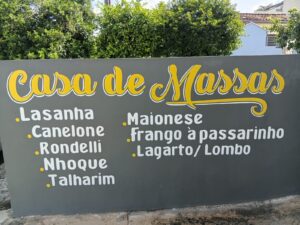 Casa de Massas
.Lasanha
.Canelone
.Rondelli
.Nhoque
.Talharim
.Maionese
.Frango à passarinho
.Lagarto/Lombo